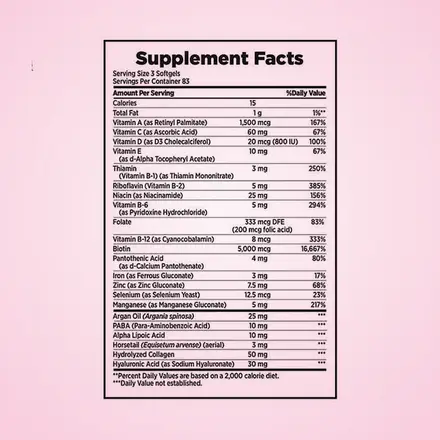 Supplement Facts
Serving Size 3 Softgels
Servings Per Container 83
Amount Per Serving %Daily Value
Calories 15
Total Fat 1 g 1%**
Vitamin A (as Retinyl Palmitate) 1,500 mcg 167%
Vitamin C (as Ascorbic Acid) 60 mg 67%
Vitamin D (as D3 Cholecalciferol) 20 mcg (800 IU) 100%
Vitamin E 10 mg 67%
(as d-Alpha Tocopheryl Acetate)
Thiamin 3 mg 250%
(Vitamin B-1) (as Thiamin Mononitrate)
Riboflavin (Vitamin B-2) 5 mg 385%
Niacin (as Niacinamide) 25 mg 156%
Vitamin B-6 5 mg 294%
(as Pyridoxine Hydrochloride)
Folate 333 mcg DFE 83%
(200 mcg folic acid)
Vitamin B-12 (as Cyanocobalamin) 8 mcg 333%
Biotin 5,000 mcg 16,667%
Pantothenic Acid 4 mg 80%
(as d-Calcium Pantothenate)
Iron (as Ferrous Gluconate) 3 mg 17%
Zinc (as Zinc Gluconate) 7.5 mg 68%
Selenium (as Selenium Yeast) 12.5 mcg 23%
Manganese (as Manganese Gluconate) 5 mg 217%
Argan Oil (Argania spinosa) 25 mg ***
PABA (Para-Aminobenzoic Acid) 10 mg ***
Alpha Lipoic Acid 10 mg ***
Horsetail (Equisetum arvense) (aerial) 3 mg ***
Hydrolyzed Collagen 50 mg ***
Hyaluronic Acid (as Sodium Hyaluronate) 30 mg ***
**Percent Daily Values are based on a 2,000 calorie diet.
***Daily Value not established.